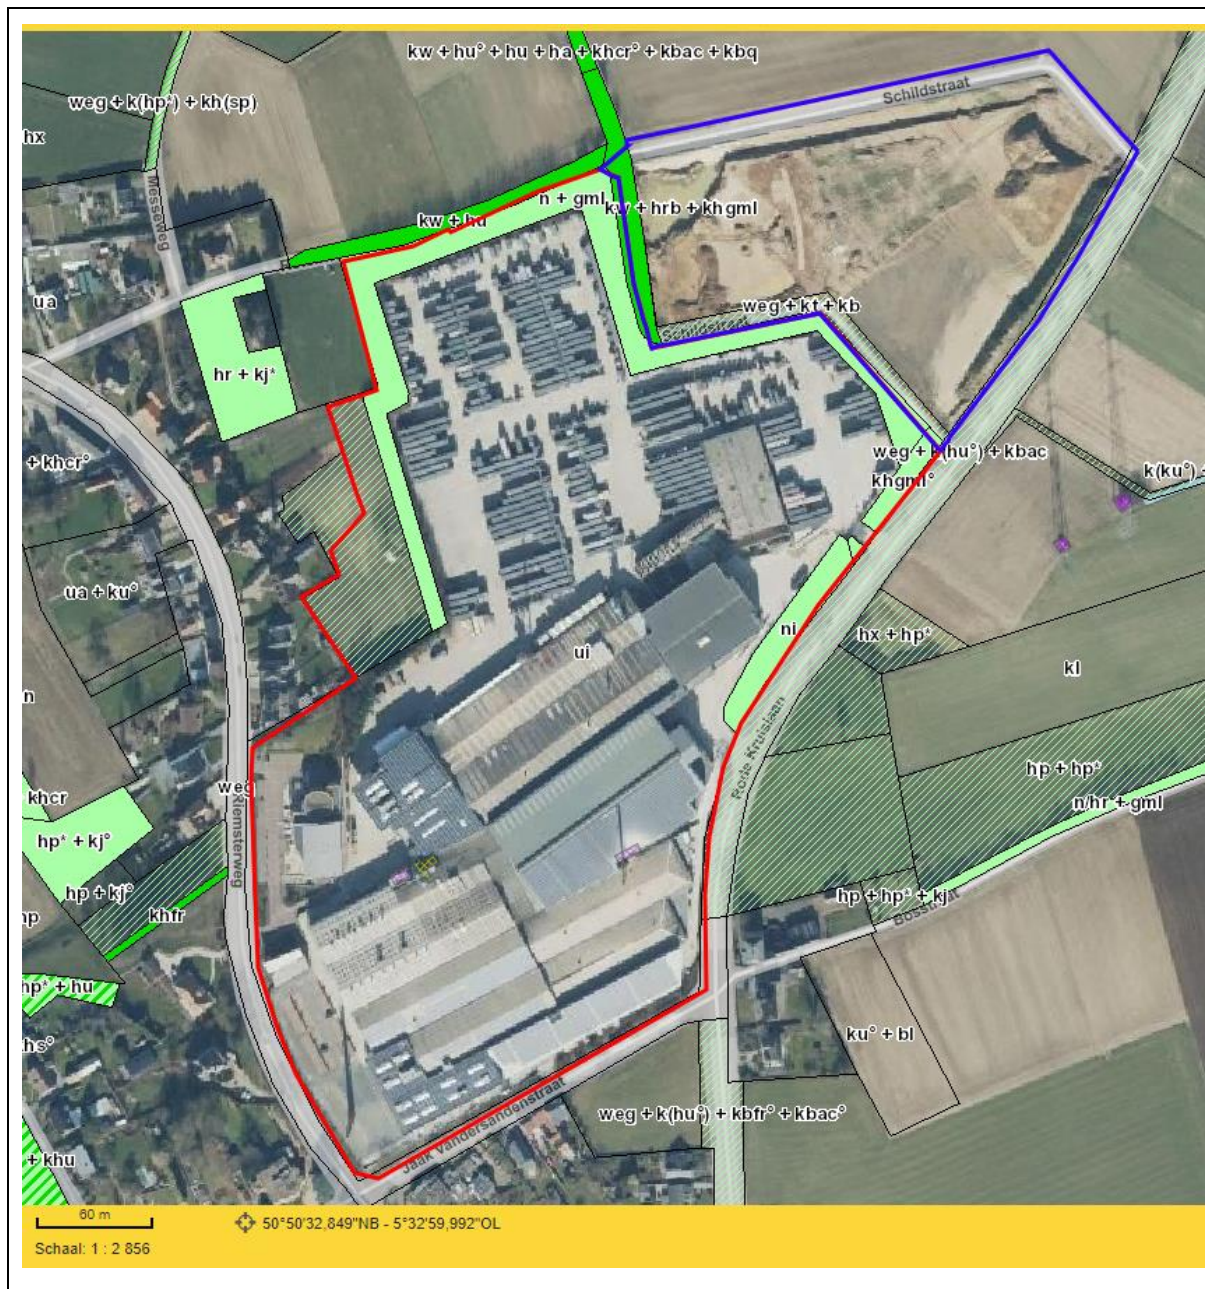 kw + hu° + hu + ha + khcr° + kbac + kbq
weg + k(hp*) + kh(sp)
Schildstraat
hx
Messeweg
n + gml
kw + hrb + khgml
kw + hu
ua
weg + kt + kb
hr + kj*
weg + k(hu°) + kbac
+ khcr°
khgml°
k(ku°)
ua + ku°
ni
hx + hp*
ui
kl
n
Rode Kruislaan
hp + hp*
weg
khcr
n/hr + gml
Riemsterweg
hp* + kj°
hp + kj°
hp + hp* + kj
hp
khfr
Bosstraat
hp* + hu
ku° + bl
hs°
Jaak Vandersandenstraat
weg + k(hu°) + kbfr° + kbac°
+ khu
60 m
50°50'32,849"NB - 5°32'59,992"OL
Schaal: 1 : 2 856